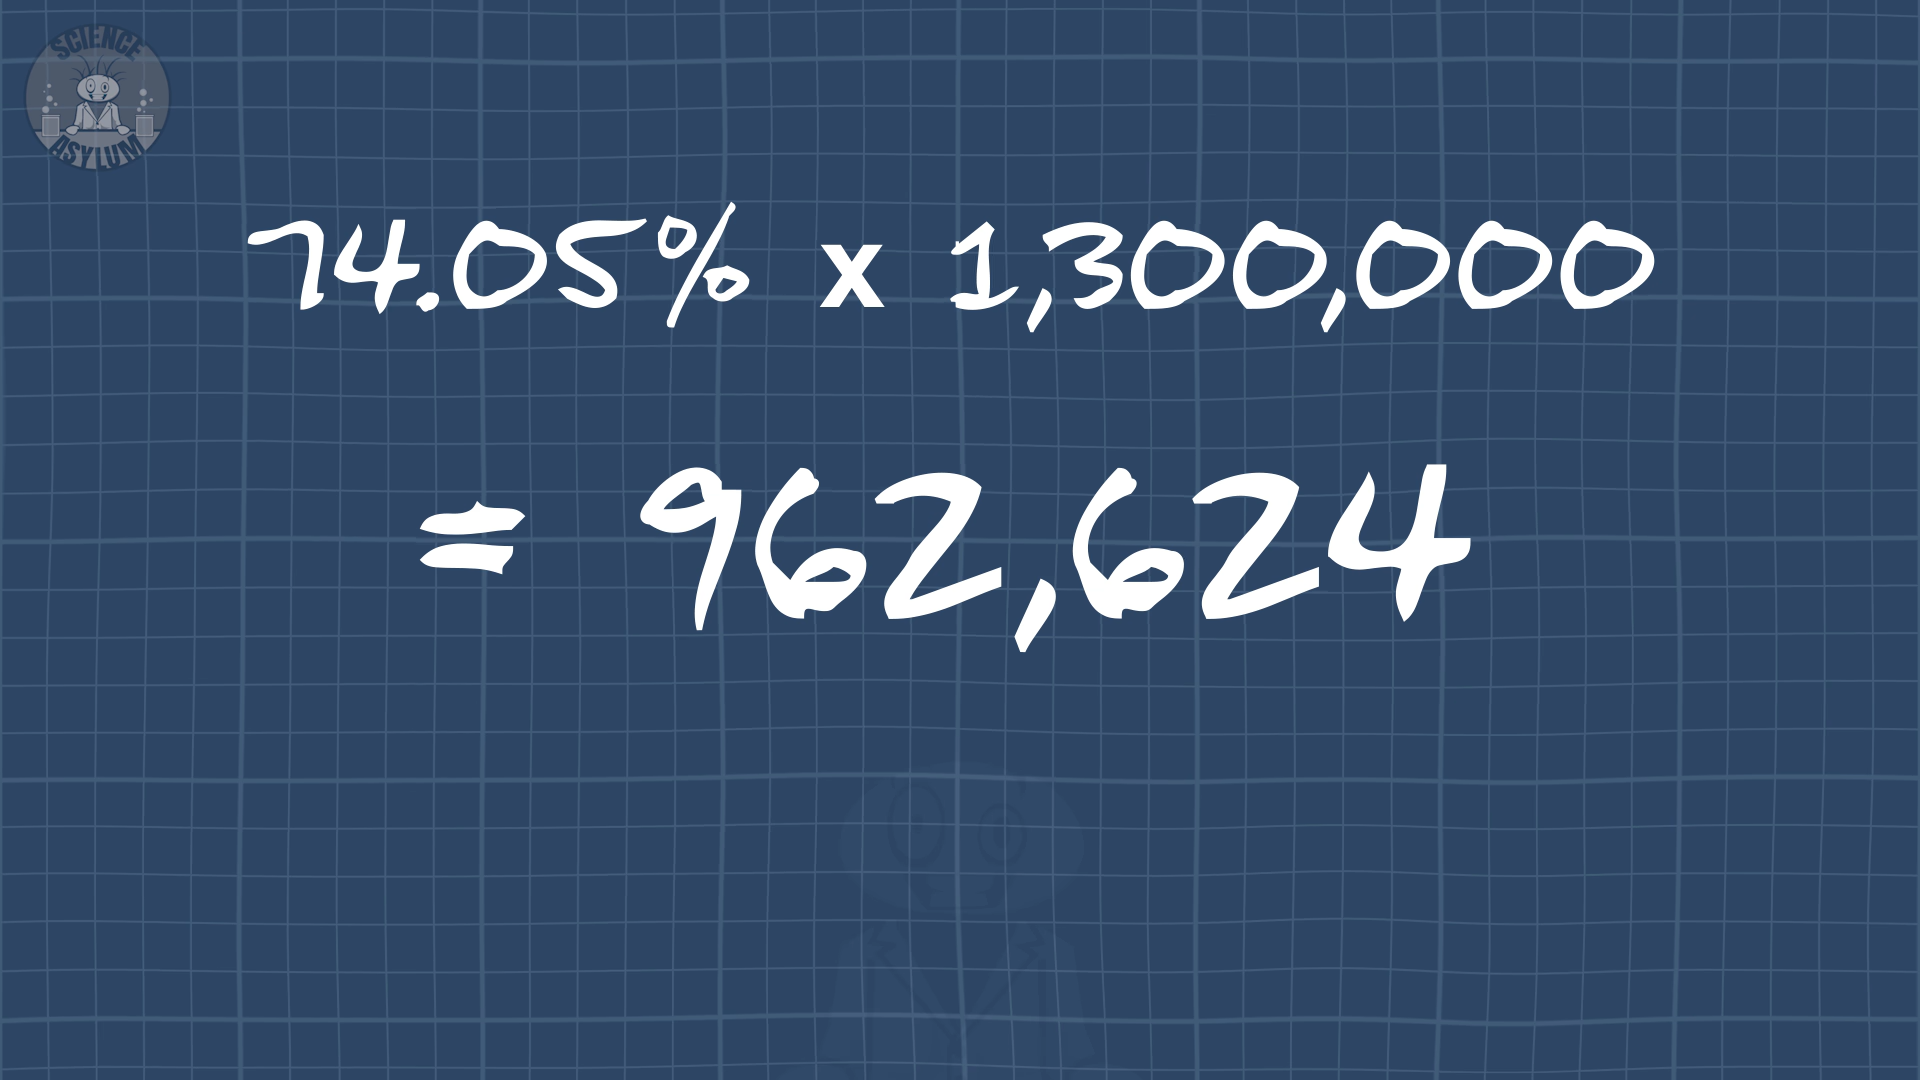 SCIENCE
ASYLUM
74.05% x 1,300,000
= 962,624